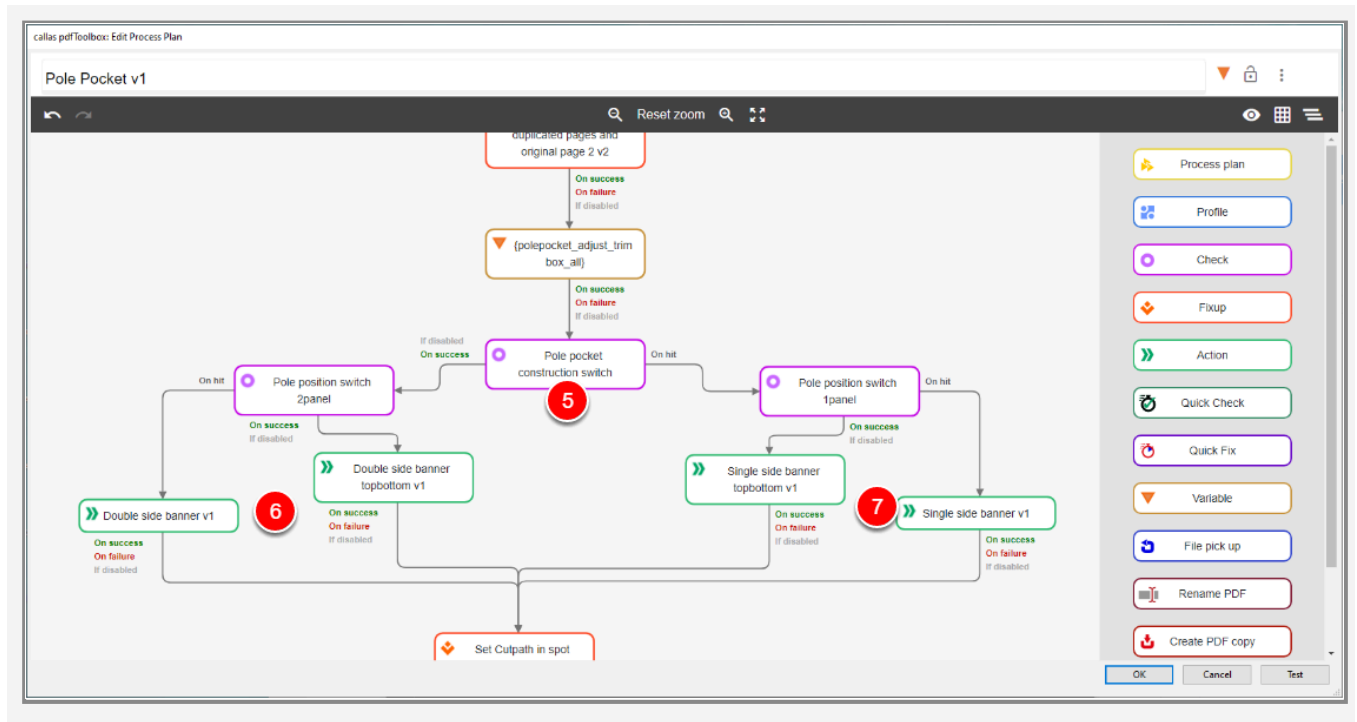 callas pdfToolbox: Edit Process Plan
Pole Pocket v1
Reset zoom
duplicated pages and
original page 2 v2
On success
On failure
If disabled
{polepocket_adjust_trim
box_all}
On success
On failure
If disabled
If disabled
On success
Pole pocket
construction switch
On hit
5
On hit
Pole position switch
2panel
On success
If disabled
Pole position switch
1panel
On hit
On success
If disabled
Double side banner
topbottom v1
On success
On failure
If disabled
Single side banner
topbottom v1
On success
On failure
If disabled
Double side banner v1
6
On success
On failure
If disabled
7
Single side banner v1
On success
On failure
If disabled
Set Cutpath in spot
Process plan
Profile
Check
Fixup
Action
Quick Check
Quick Fix
Variable
File pick up
Rename PDF
Create PDF copy
OK
Cancel
Test